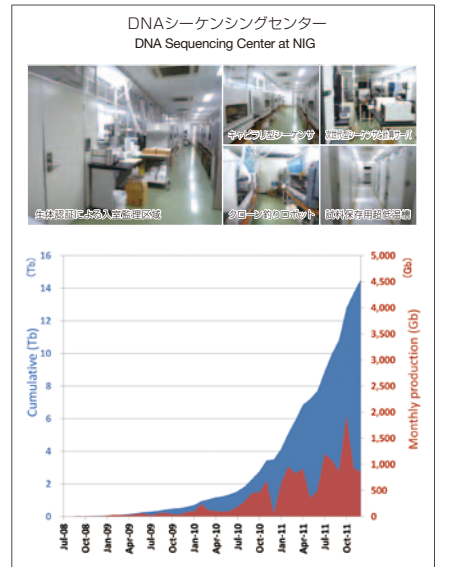 DNAシーケンシングセンター
DNA Sequencing Center at NIG
キャピラリ型シーケンサ
生体認証による入室監理区域
クローン釣りロボット
試料保存用超低温槽
(Tb)
(Gb)
Cumulative (Tb)
16
14
12
10
8
6
4
2
0
5,000
4,500
4,000
3,500
3,000
2,500
2,000
1,500
1,000
500
0
Monthly production (Gb)
Jul-08
Oct-08
Jan-09
Apr-09
Jul-09
Oct-09
Jan-10
Apr-10
Jul-10
Oct-10
Jan-11
Apr-11
Jul-11
Oct-11